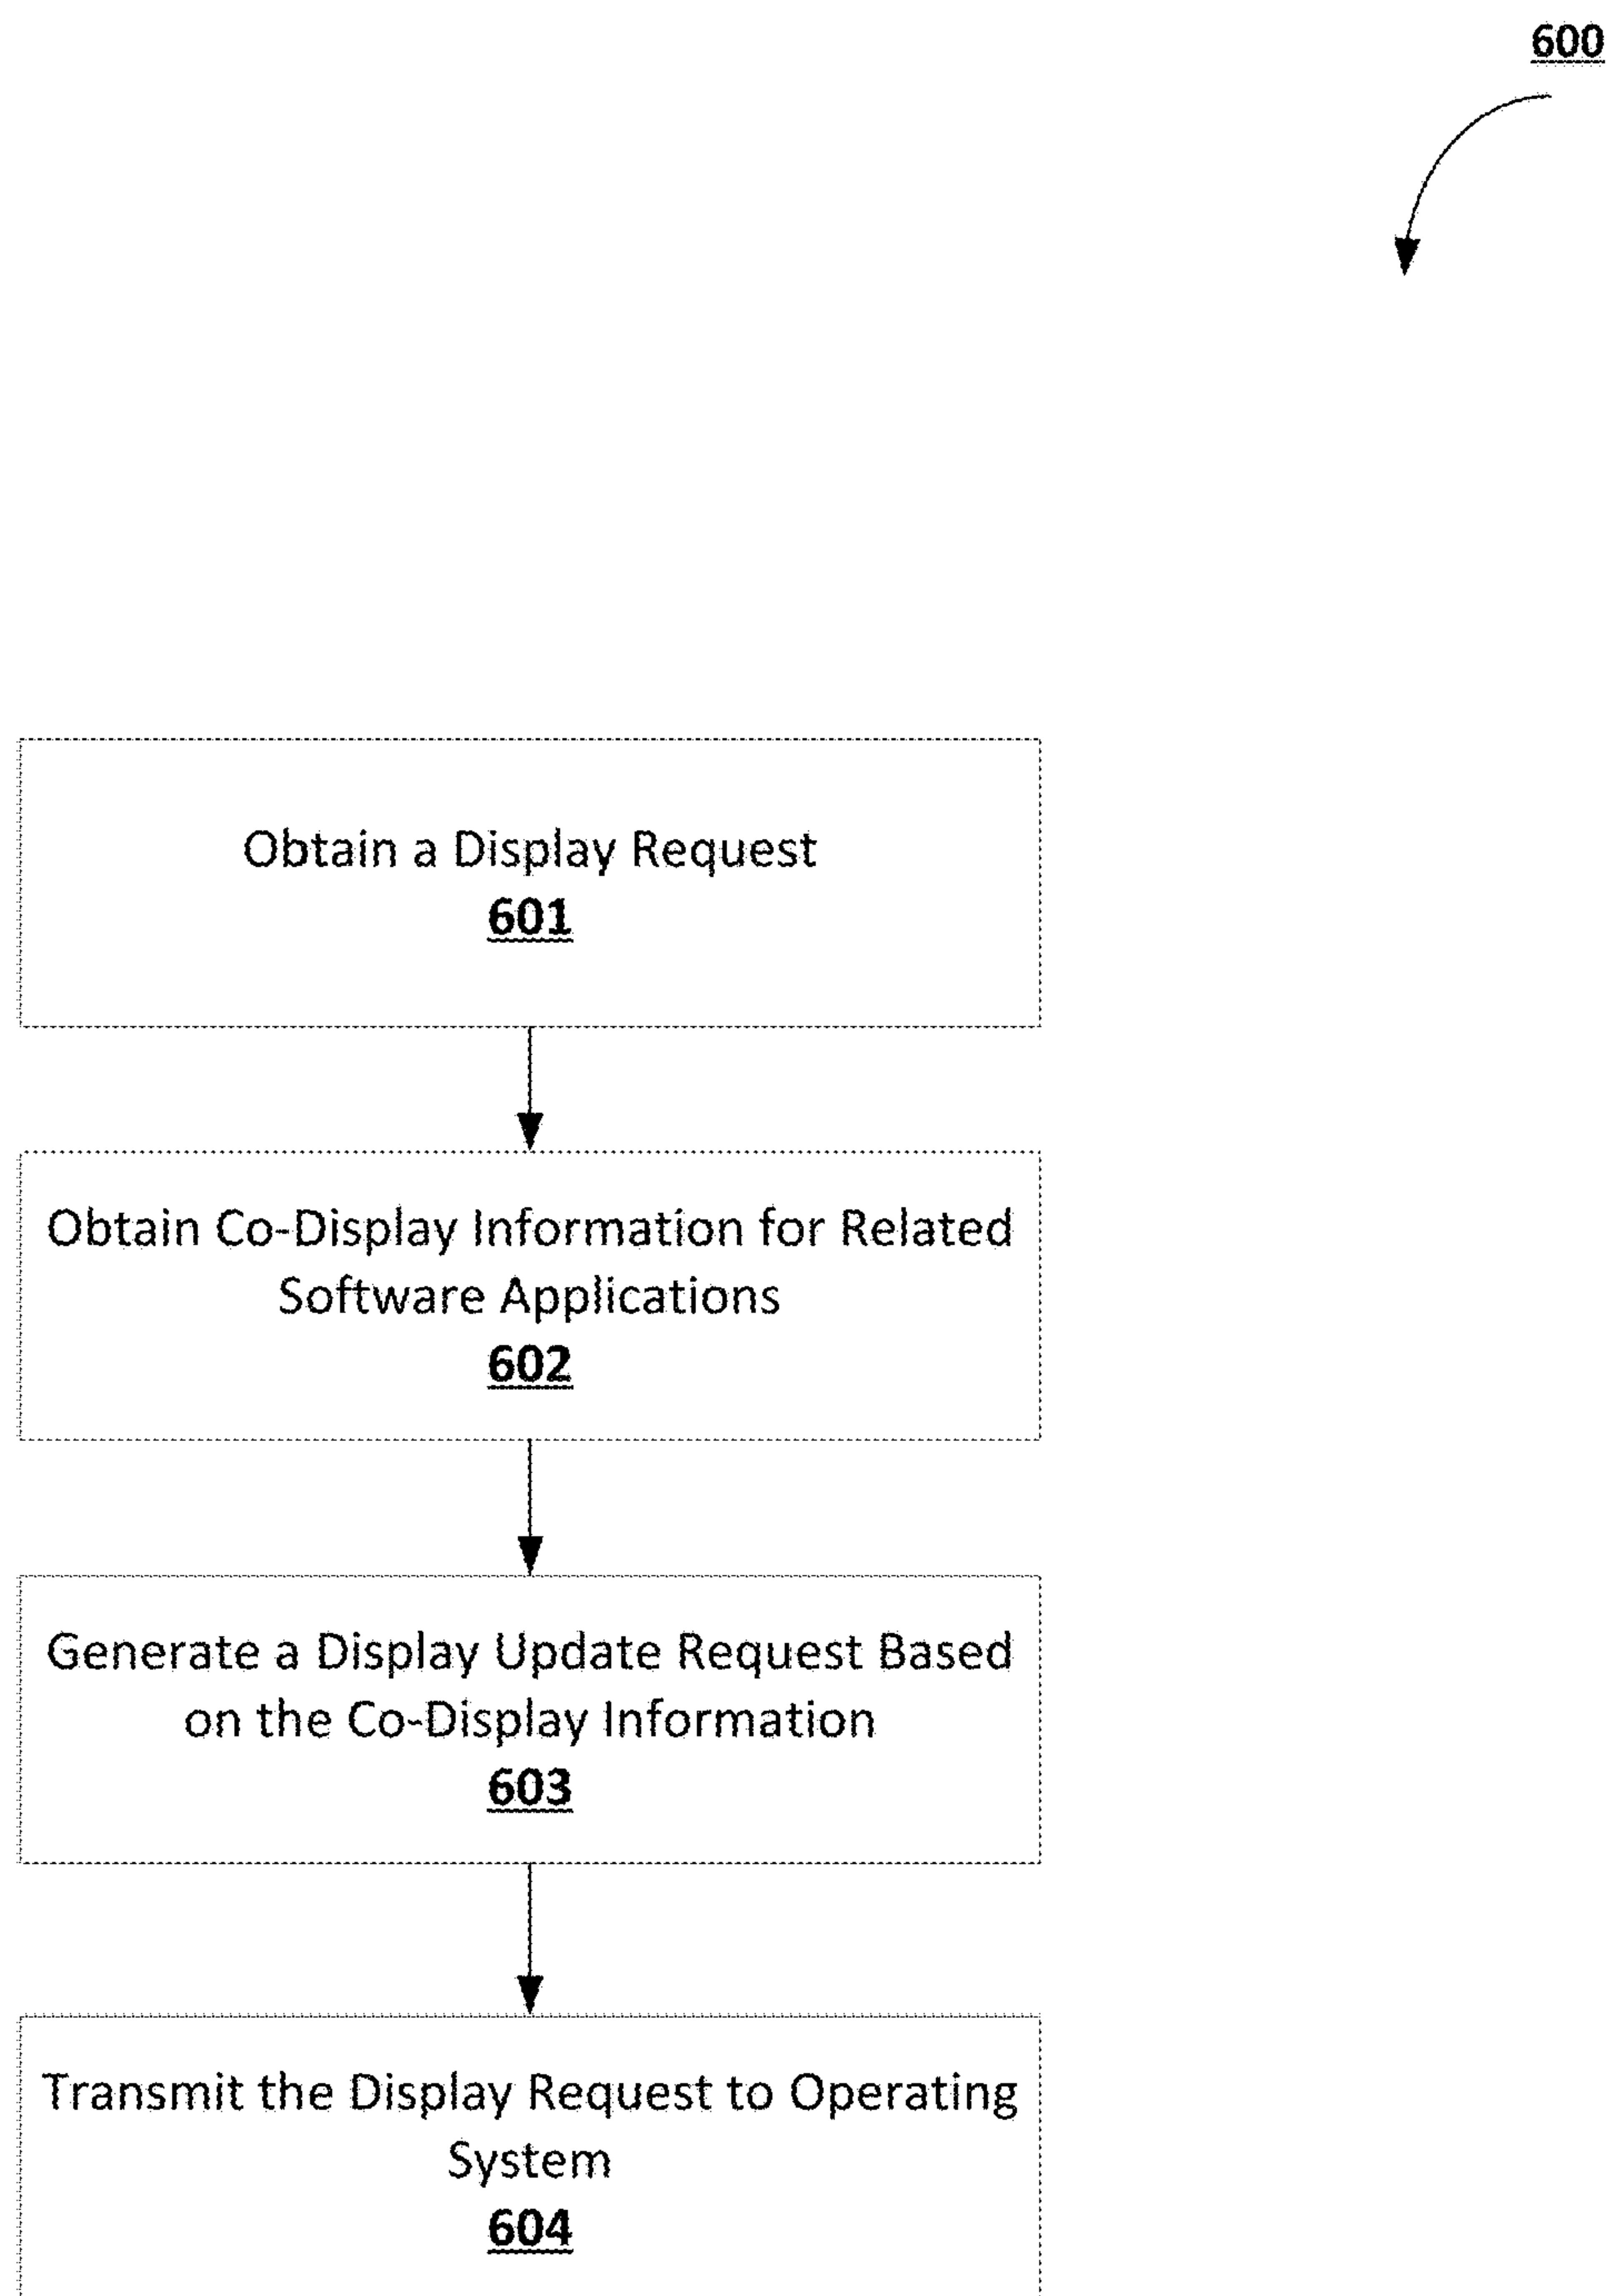 600
Obtain a Display Request
601
Obtain Co-Display Information for Related
Software Applications
602
Generate a Display Update Request Based
on the Co-Display Information
603
Transmit the Display Request to Operating
System
604